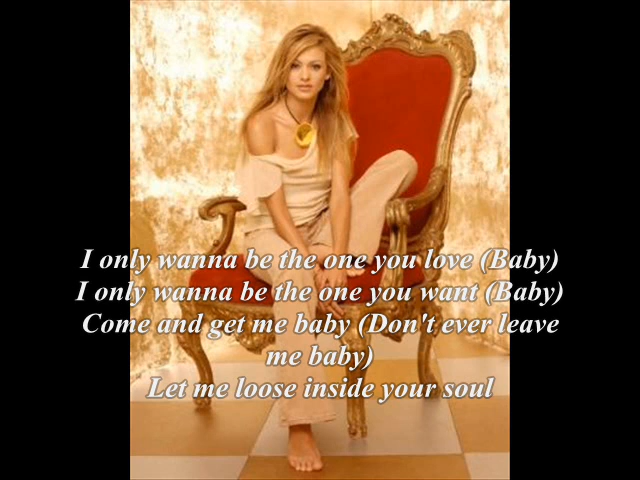 I only wanna be the one you love (Baby)
I only wanna be the one you want (Baby)
Come and get me baby (Don't ever leave
me baby)
Let me loose inside your soul